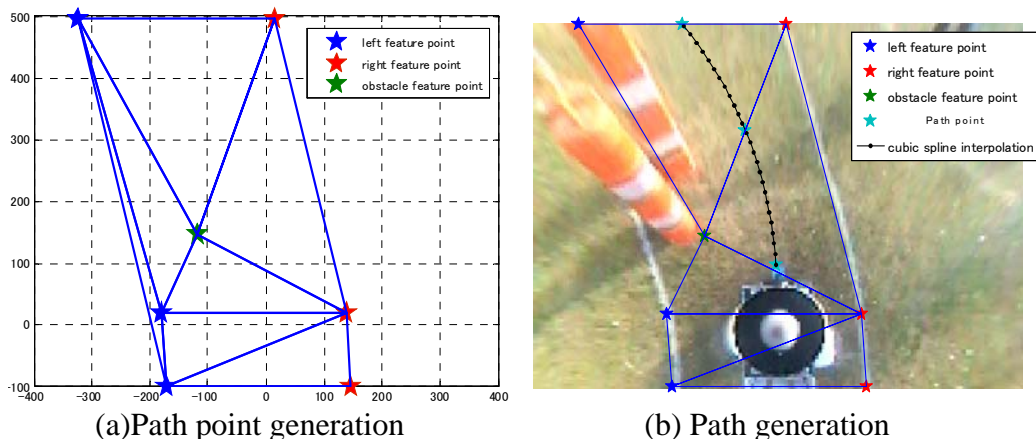 500
400
300
200
100
0
-100
-400
-300
-200
-100
0
100
200
300
400
left feature point
right feature point
obstacle feature point
(a)Path point generation
left feature point
right feature point
obstacle feature point
Path point
cubic spline interpolation
(b) Path generation